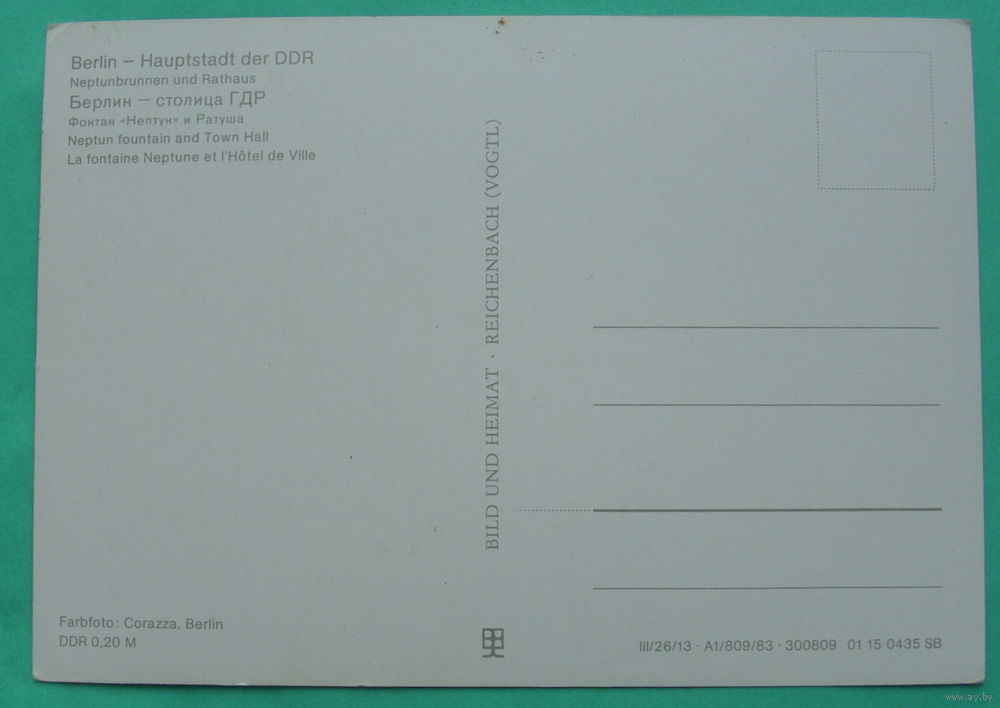 Berlin – Hauptstadt der DDR
Neptunbrunnen und Rathaus
Берлин – столица ГДР
Фонтан «Нептун» и Ратуша
Neptun fountain and Town Hall
La fontaine Neptune et l'Hôtel de Ville
BILD UND HEIMAT · REICHENBACH (VOGTL)
Farbfoto: Corazza, Berlin
DDR 0,20 M
III/26/13 · A1/809/83 · 300809 01 15 0435 SB
www.ay.by